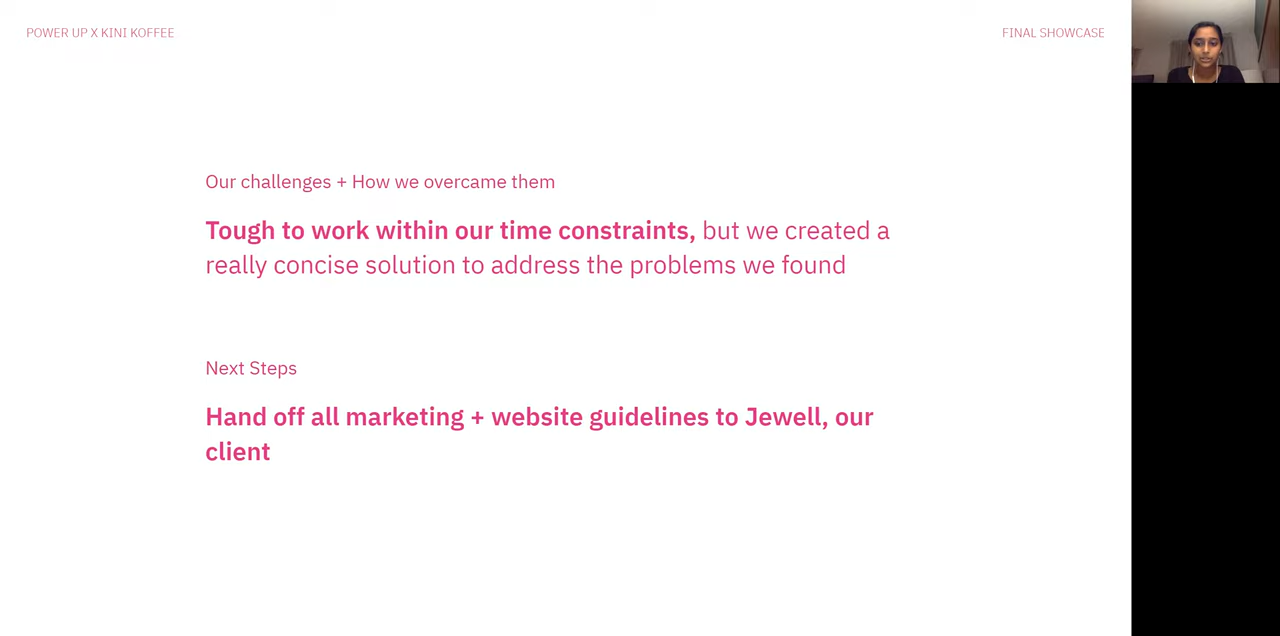 POWER UP X KINI KOFFEE
FINAL SHOWCASE
Our challenges + How we overcame them
Tough to work within our time constraints, but we created a
really concise solution to address the problems we found
Next Steps
Hand off all marketing + website guidelines to Jewell, our
client